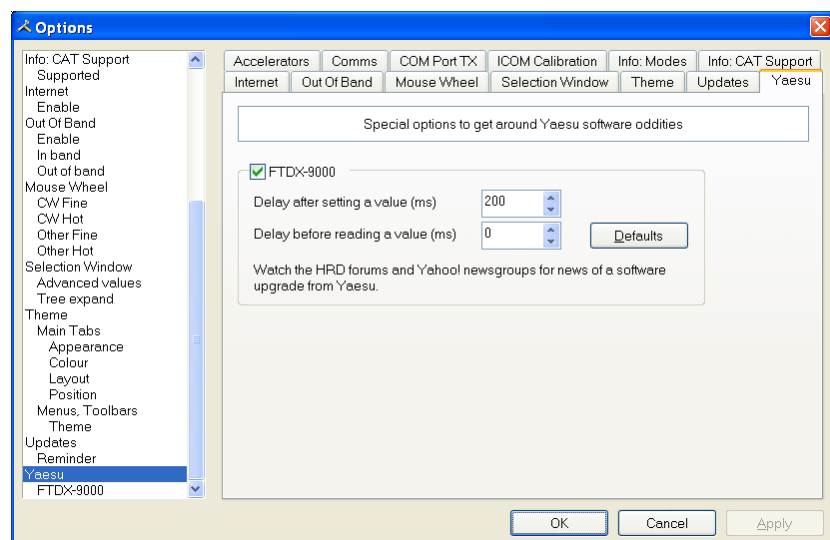 Options
Info: CAT Support
Supported
Internet
Enable
Out Of Band
Enable
In band
Out of band
Mouse Wheel
CW Fine
CW Hot
Other Fine
Other Hot
Selection Window
Advanced values
Tree expand
Theme
Main Tabs
Appearance
Colour
Layout
Position
Menus, Toolbars
Theme
Updates
Reminder
Yaesu
FTDX-9000
Accelerators Comms COM Port TX ICOM Calibration Info: Modes Info: CAT Support
Internet Out Of Band Mouse Wheel Selection Window Theme Updates Yaesu
Special options to get around Yaesu software oddities
FTDX-9000
Delay after setting a value (ms) 200
Delay before reading a value (ms) 0 Defaults
Watch the HRD forums and Yahoo! newsgroups for news of a software
upgrade from Yaesu.
OK Cancel Apply